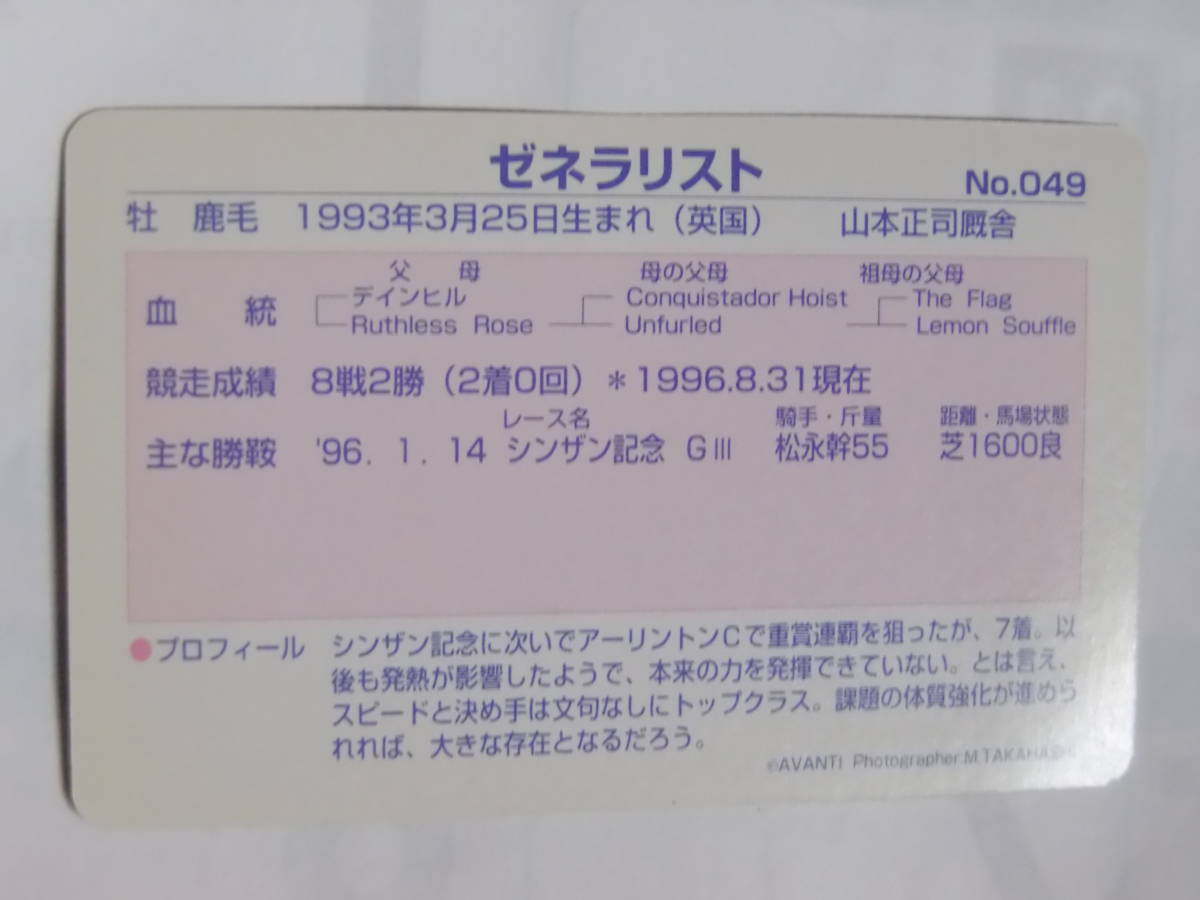 ゼネラリスト No.049
牡 鹿毛 1993年3月25日生まれ（英国） 山本正司厩舎
父 母 母の父母 祖母の父母
デインヒル Conquistador Hoist The Flag
血 統 Ruthless Rose Unfurled Lemon Souffle
競走成績 8戦2勝（2着0回）＊1996.8.31現在
レース名 騎手・斤量 距離・馬場状態
主な勝鞍 '96. 1. 14 シンザン記念 GⅢ 松永幹55 芝1600良
●プロフィール シンザン記念に次いでアーリントンCで重賞連覇を狙ったが、7着。以
後も発熱が影響したようで、本来の力を発揮できていない。とは言え、
スピードと決め手は文句なしにトップクラス。課題の体質強化が進めら
れれば、大きな存在となるだろう。
©AVANTI Photographer:M.TAKAHASHI